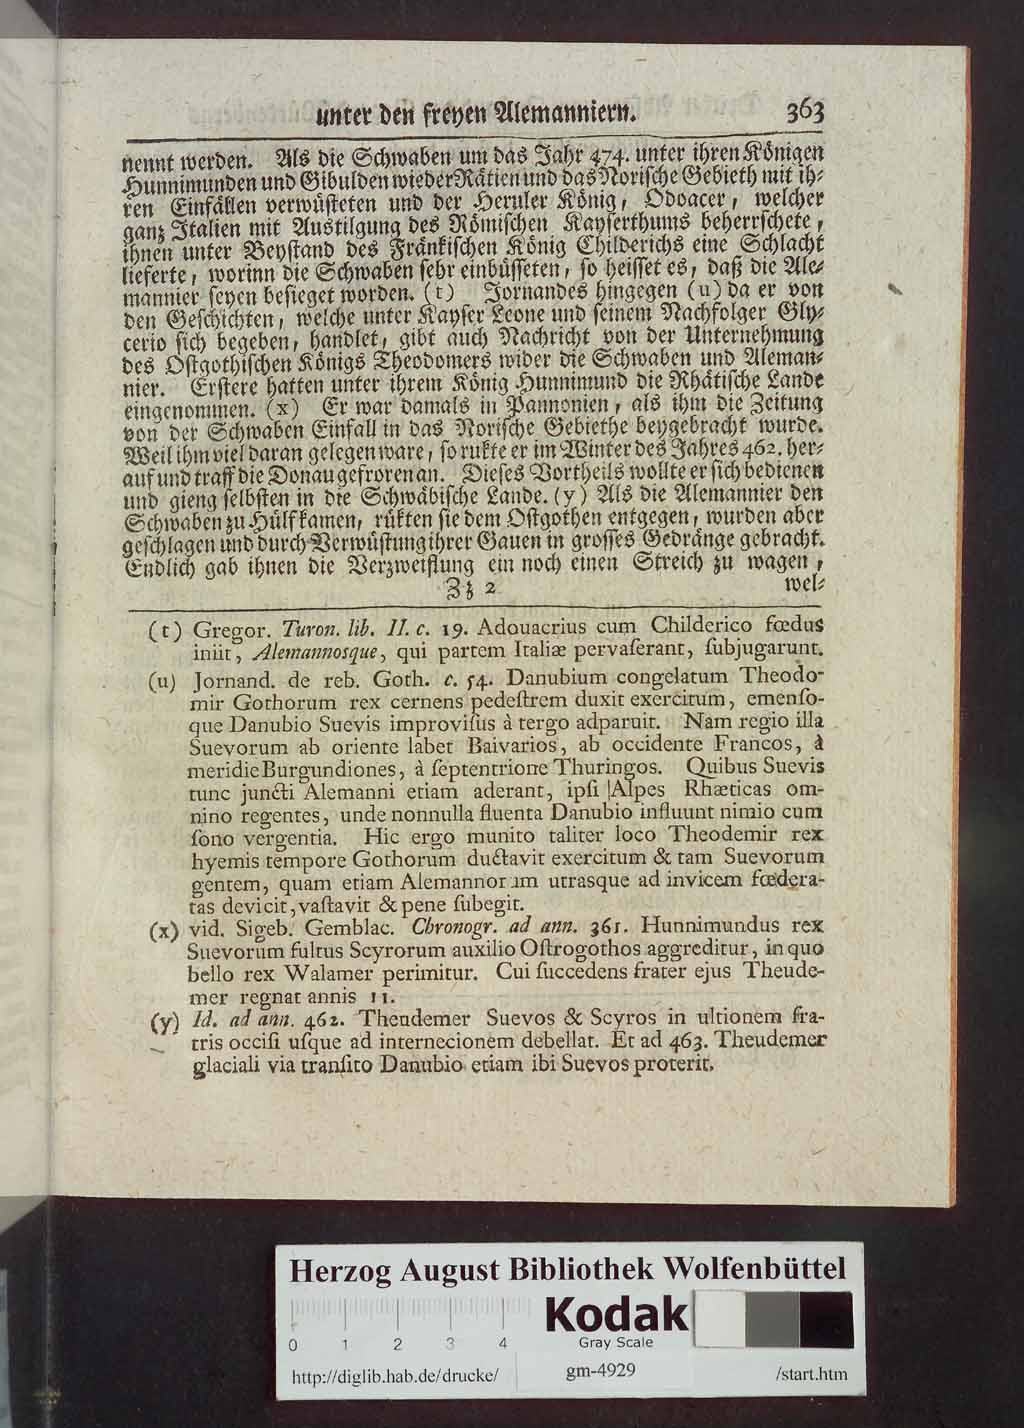 unter den freyen Alemanniern. 363
nennt werden. Als die Schwaben um das Jahr 474. unter ihren Königen
Hunnimunden und Gibulden wieder Rätien und das Norische Gebieth mit ih-
ren Einfällen verwüsteten und der Heruler König, Odoacer, welcher
ganz Italien mit Austilgung des Römischen Kayserthums beherrschete,
ihnen unter Beystand des Fränkischen König Childerichs eine Schlacht
lieferte, worinn die Schwaben sehr einbüsseten, so heisset es, daß die Ale-
mannier seyen besieget worden. (t) Jornandes hingegen (u) da er von
den Geschichten, welche unter Kayser Leone und seinem Nachfolger Gly-
cerio sich begeben, handlet, gibt auch Nachricht von der Unternehmung
des Ostgothischen Königs Theodomers wider die Schwaben und Aleman-
nier. Erstere hatten unter ihrem König Hunnimund die Rhätische Lande
eingenommen. (x) Er war damals in Pannonien, als ihm die Zeitung
von der Schwaben Einfall in das Norische Gebiethe beygebracht wurde.
Weil ihm viel daran gelegen ware, so rukte er im Winter des Jahres 462. her-
auf und traff die Donau gefroren an. Dieses Vortheils wollte er sich bedienen
und gieng selbsten in die Schwäbische Lande. (y) Als die Alemannier den
Schwaben zu Hülf kamen, rükten sie dem Ostgothen entgegen, wurden aber
geschlagen und durch Verwüstung ihrer Gauen in grosses Gedränge gebracht.
Endlich gab ihnen die Verzweiflung ein noch einen Streich zu wagen,
Zz 2 wel-
(t) Gregor. Turon. lib. II. c. 19. Adouacrius cum Childerico fœdus
iniit, Alemannosque, qui partem Italiæ pervaſerant, ſubjugarunt.
(u) Jornand. de reb. Goth. c. 54. Danubium congelatum Theodo-
mir Gothorum rex cernens pedeſtrem duxit exercitum, emenſo-
que Danubio Suevis improviſus à tergo adparuit. Nam regio illa
Suevorum ab oriente labet Baivarios, ab occidente Francos, à
meridie Burgundiones, à ſeptentrione Thuringos. Quibus Suevis
tunc juncti Alemanni etiam aderant, ipſi Alpes Rhæticas om-
nino regentes, unde nonnulla fluenta Danubio influunt nimio cum
ſono vergentia. Hic ergo munito taliter loco Theodemir rex
hyemis tempore Gothorum ductavit exercitum & tam Suevorum
gentem, quam etiam Alemannorum utrasque ad invicem fœdera-
tas devicit, vaſtavit & pene ſubegit.
(x) vid. Sigeb. Gemblac. Chronogr. ad ann. 361. Hunnimundus rex
Suevorum fultus Scyrorum auxilio Oſtrogothos aggreditur, in quo
bello rex Walamer perimitur. Cui ſuccedens frater ejus Theude-
mer regnat annis 11.
(y) Id. ad ann. 462. Theudemer Suevos & Scyros in ultionem fra-
tris occiſi uſque ad internecionem debellat. Et ad 463. Theudemer
glaciali via tranſito Danubio etiam ibi Suevos proterit.
Herzog August Bibliothek Wolfenbüttel
Kodak
Gray Scale
0 1 2 3 4
http://diglib.hab.de/drucke/ gm-4929 /start.htm